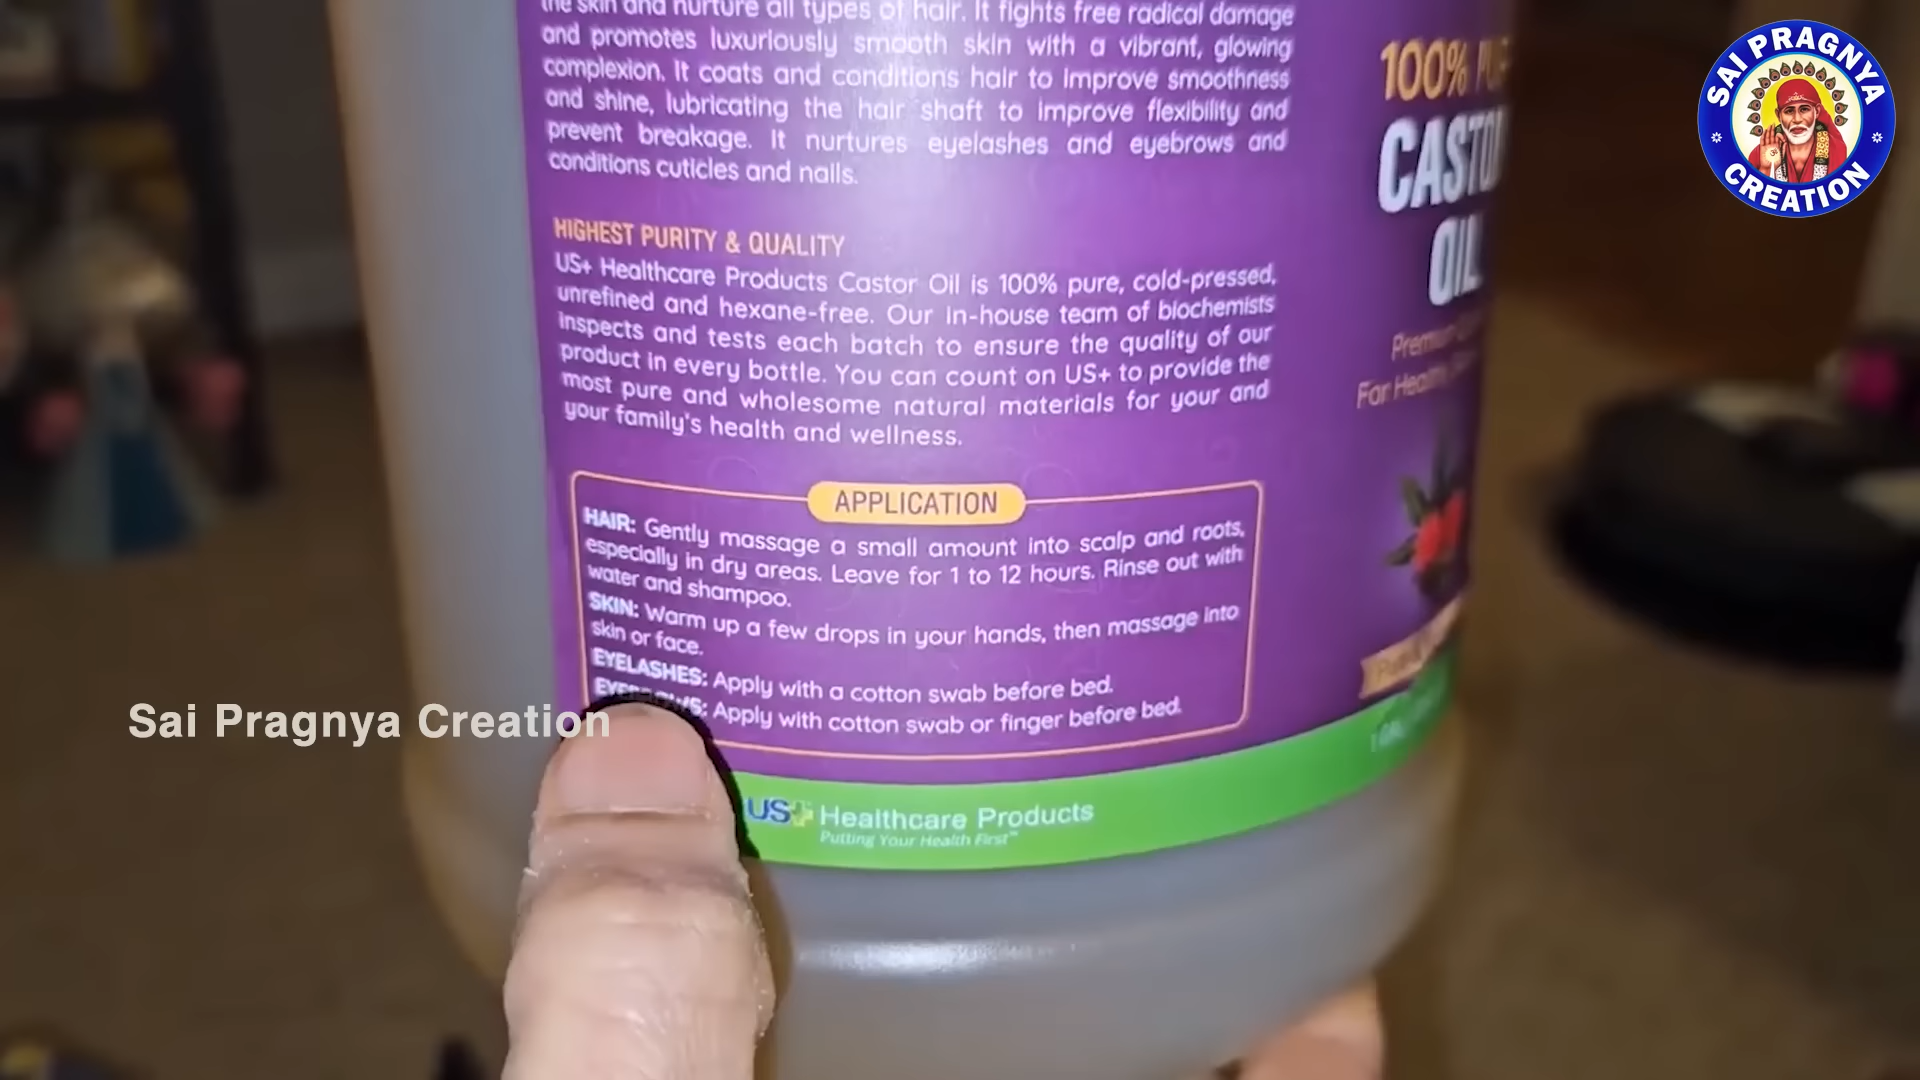 the skin and nurture all types of hair. It fights free radical damage
and promotes luxuriously smooth skin with a vibrant, glowing
complexion. It coats and conditions hair to improve smoothness
and shine, lubricating the hair shaft to improve flexibility and
prevent breakage. It nurtures eyelashes and eyebrows and
conditions cuticles and nails.
HIGHEST PURITY & QUALITY
US+ Healthcare Products Castor Oil is 100% pure, cold-pressed,
unrefined and hexane-free. Our in-house team of biochemists
inspects and tests each batch to ensure the quality of our
product in every bottle. You can count on US+ to provide the
most pure and wholesome natural materials for your and
your family's health and wellness.
APPLICATION
HAIR: Gently massage a small amount into scalp and roots,
especially in dry areas. Leave for 1 to 12 hours. Rinse out with
water and shampoo.
SKIN: Warm up a few drops in your hands, then massage into
skin or face.
EYELASHES: Apply with a cotton swab before bed.
EYEBROWS: Apply with cotton swab or finger before bed.
US+ Healthcare Products
Putting Your Health First™
100%
CASTOR
OIL
For
SAI PRAGNYA
CREATION
Sai Pragnya Creation